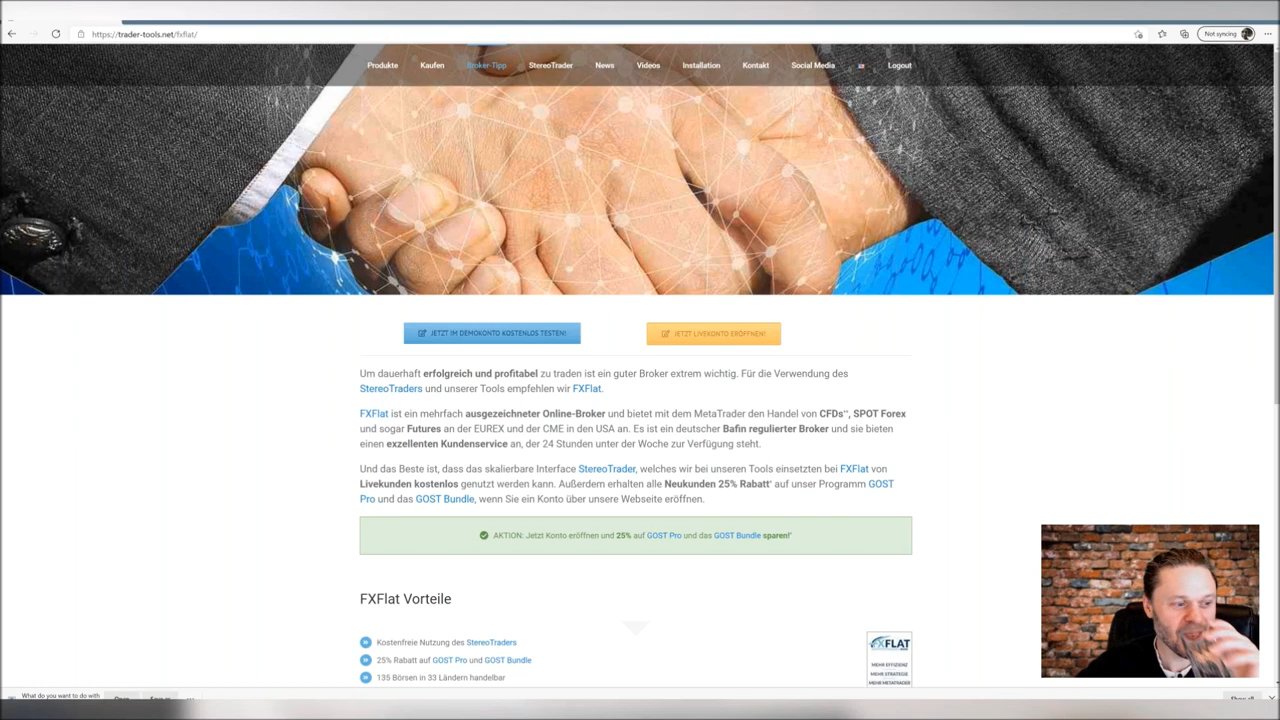 https://trader-tools.net/fxflat/
Not syncing
Produkte Kaufen Broker-Tipp StereoTrader News Videos Installation Kontakt Social Media Logout
JETZT IM DEMOKONTO KOSTENLOS TESTEN! JETZT LIVEKONTO ERÖFFNEN!
Um dauerhaft erfolgreich und profitabel zu traden ist ein guter Broker extrem wichtig. Für die Verwendung des
StereoTraders und unserer Tools empfehlen wir FXFlat.
FXFlat ist ein mehrfach ausgezeichneter Online-Broker und bietet mit dem MetaTrader den Handel von CFDs**, SPOT Forex
und sogar Futures an der EUREX und der CME in den USA an. Es ist ein deutscher Bafin regulierter Broker und sie bieten
einen exzellenten Kundenservice an, der 24 Stunden unter der Woche zur Verfügung steht.
Und das Beste ist, dass das skalierbare Interface StereoTrader, welches wir bei unseren Tools einsetzten bei FXFlat von
Livekunden kostenlos genutzt werden kann. Außerdem erhalten alle Neukunden 25% Rabatt* auf unser Programm GOST
Pro und das GOST Bundle, wenn Sie ein Konto über unsere Webseite eröffnen.
AKTION: Jetzt Konto eröffnen und 25% auf GOST Pro und das GOST Bundle sparen!*
FXFlat Vorteile
Kostenfreie Nutzung des StereoTraders
25% Rabatt auf GOST Pro und GOST Bundle
135 Börsen in 33 Ländern handelbar
FXFLAT
MEHR EFFIZIENZ
MEHR STRATEGIE
MEHR METATRADER
What do you want to do with